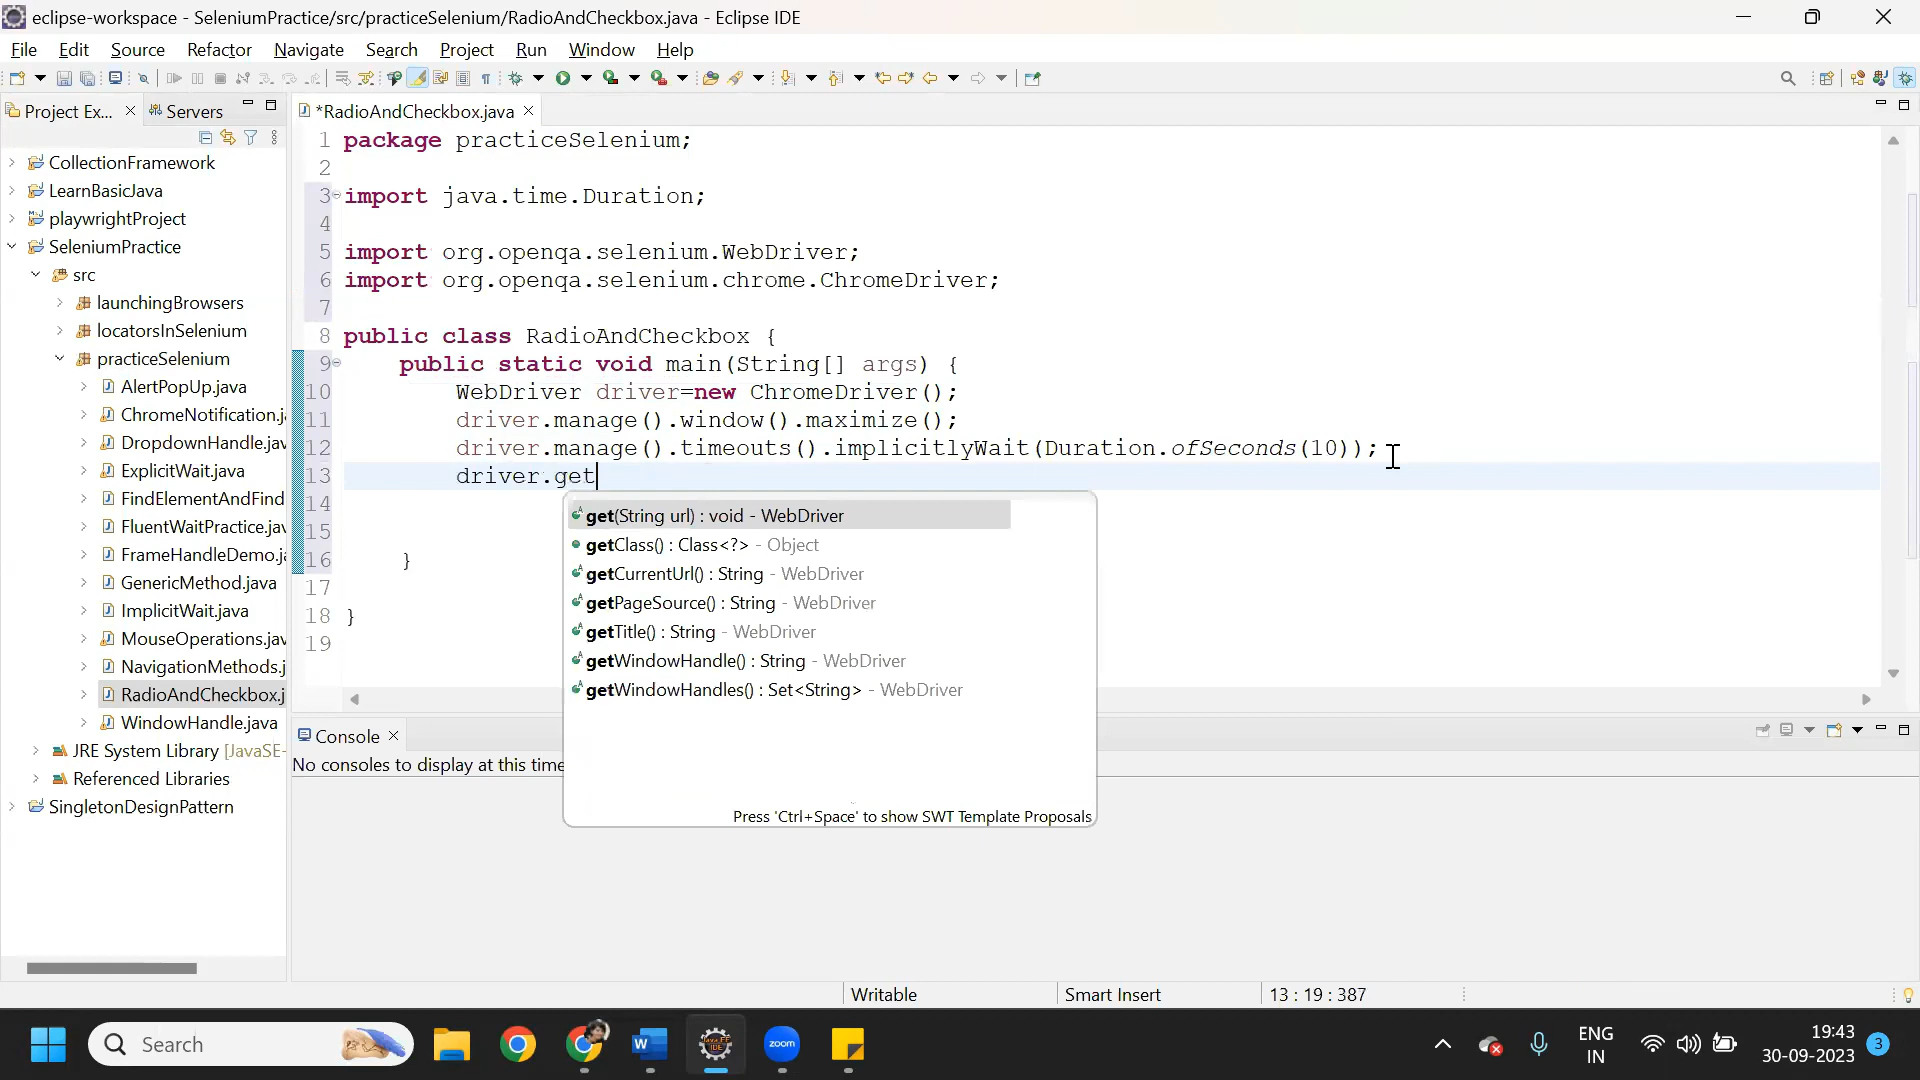 eclipse-workspace - SeleniumPractice/src/practiceSelenium/RadioAndCheckbox.java - Eclipse IDE
File Edit Source Refactor Navigate Search Project Run Window Help
Project Ex... Servers
*RadioAndCheckbox.java
CollectionFramework
LearnBasicJava
playwrightProject
SeleniumPractice
src
launchingBrowsers
locatorsInSelenium
practiceSelenium
AlertPopUp.java
ChromeNotification.j
DropdownHandle.jav
ExplicitWait.java
FindElementAndFind
FluentWaitPractice.jav
FrameHandleDemo.ja
GenericMethod.java
ImplicitWait.java
MouseOperations.jav
NavigationMethods.j
RadioAndCheckbox.j
WindowHandle.java
JRE System Library [JavaSE-
Referenced Libraries
SingletonDesignPattern
1 package practiceSelenium;
2
3 import java.time.Duration;
4
5 import org.openqa.selenium.WebDriver;
6 import org.openqa.selenium.chrome.ChromeDriver;
7
8 public class RadioAndCheckbox {
9 public static void main(String[] args) {
10 WebDriver driver=new ChromeDriver();
11 driver.manage().window().maximize();
12 driver.manage().timeouts().implicitlyWait(Duration.ofSeconds(10));
13 driver.get
14
15
16 }
17
18 }
19
get(String url) : void - WebDriver
getClass() : Class<?> - Object
getCurrentUrl() : String - WebDriver
getPageSource() : String - WebDriver
getTitle() : String - WebDriver
getWindowHandle() : String - WebDriver
getWindowHandles() : Set<String> - WebDriver
Press 'Ctrl+Space' to show SWT Template Proposals
Console
No consoles to display at this time
Writable Smart Insert 13 : 19 : 387
Search
W
JAVA EE IDE
zoom
ENG
IN
19:43
30-09-2023
3